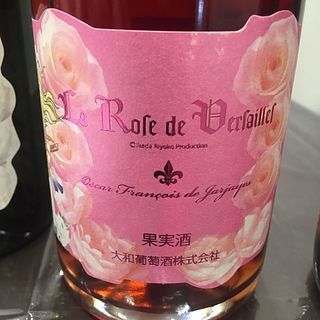 La Rose de Versailles
©Ikeda Riyoko Production
Oscar François de Jarjayes
果実酒
大和葡萄酒株式会社